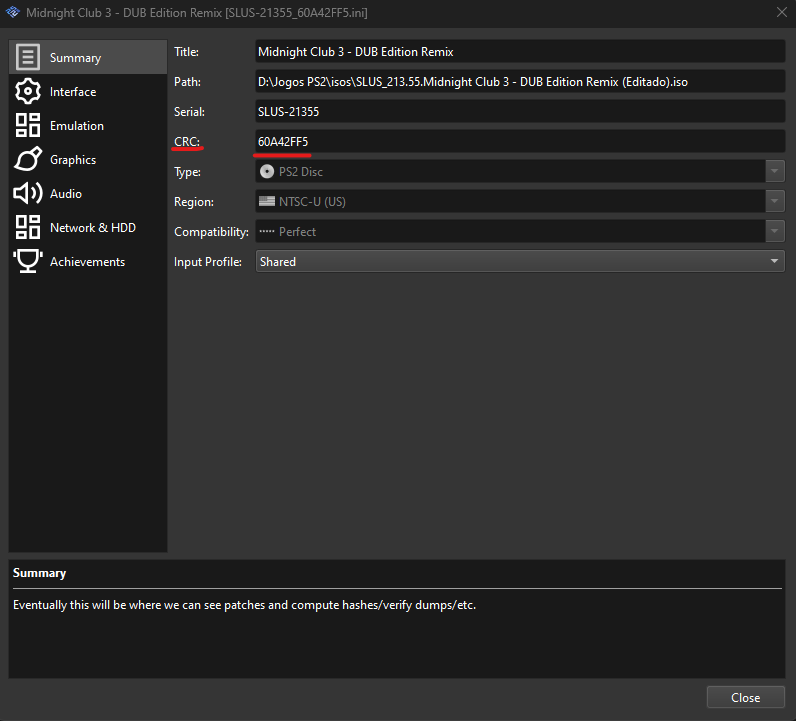 Midnight Club 3 - DUB Edition Remix [SLUS-21355_60A42FF5.ini]
Summary
Interface
Emulation
Graphics
Audio
Network & HDD
Achievements
Title: Midnight Club 3 - DUB Edition Remix
Path: D:\Jogos PS2\isos\SLUS_213.55.Midnight Club 3 - DUB Edition Remix (Editado).iso
Serial: SLUS-21355
CRC: 60A42FF5
Type: PS2 Disc
Region: NTSC-U (US)
Compatibility: Perfect
Input Profile: Shared
Summary
Eventually this will be where we can see patches and compute hashes/verify dumps/etc.
Close